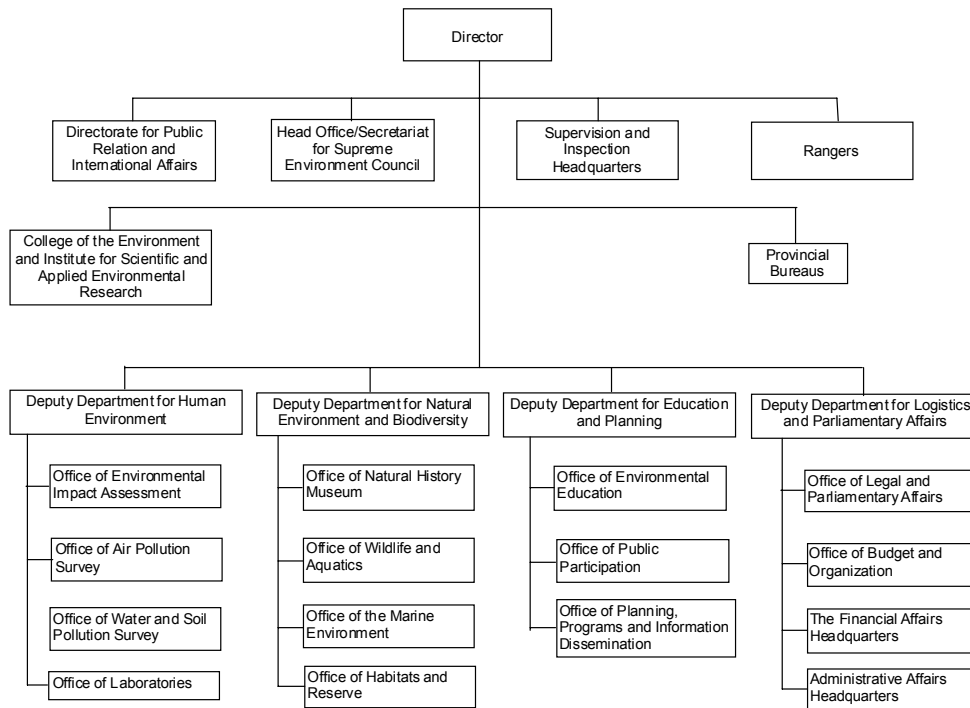 Director
Directorate for Public
Relation and
International Affairs
Head Office/Secretariat
for Supreme
Environment Council
Supervision and
Inspection
Headquarters
Rangers
College of the Environment
and Institute for Scientific and
Applied Environmental
Research
Provincial
Bureaus
Deputy Department for Human
Environment
Deputy Department for Natural
Environment and Biodiversity
Deputy Department for Education
and Planning
Deputy Department for Logistics
and Parliamentary Affairs
Office of Environmental
Impact Assessment
Office of Air Pollution
Survey
Office of Water and Soil
Pollution Survey
Office of Laboratories
Office of Natural History
Museum
Office of Wildlife and
Aquatics
Office of the Marine
Environment
Office of Habitats and
Reserve
Office of Environmental
Education
Office of Public
Participation
Office of Planning,
Programs and Information
Dissemination
Office of Legal and
Parliamentary Affairs
Office of Budget and
Organization
The Financial Affairs
Headquarters
Administrative Affairs
Headquarters